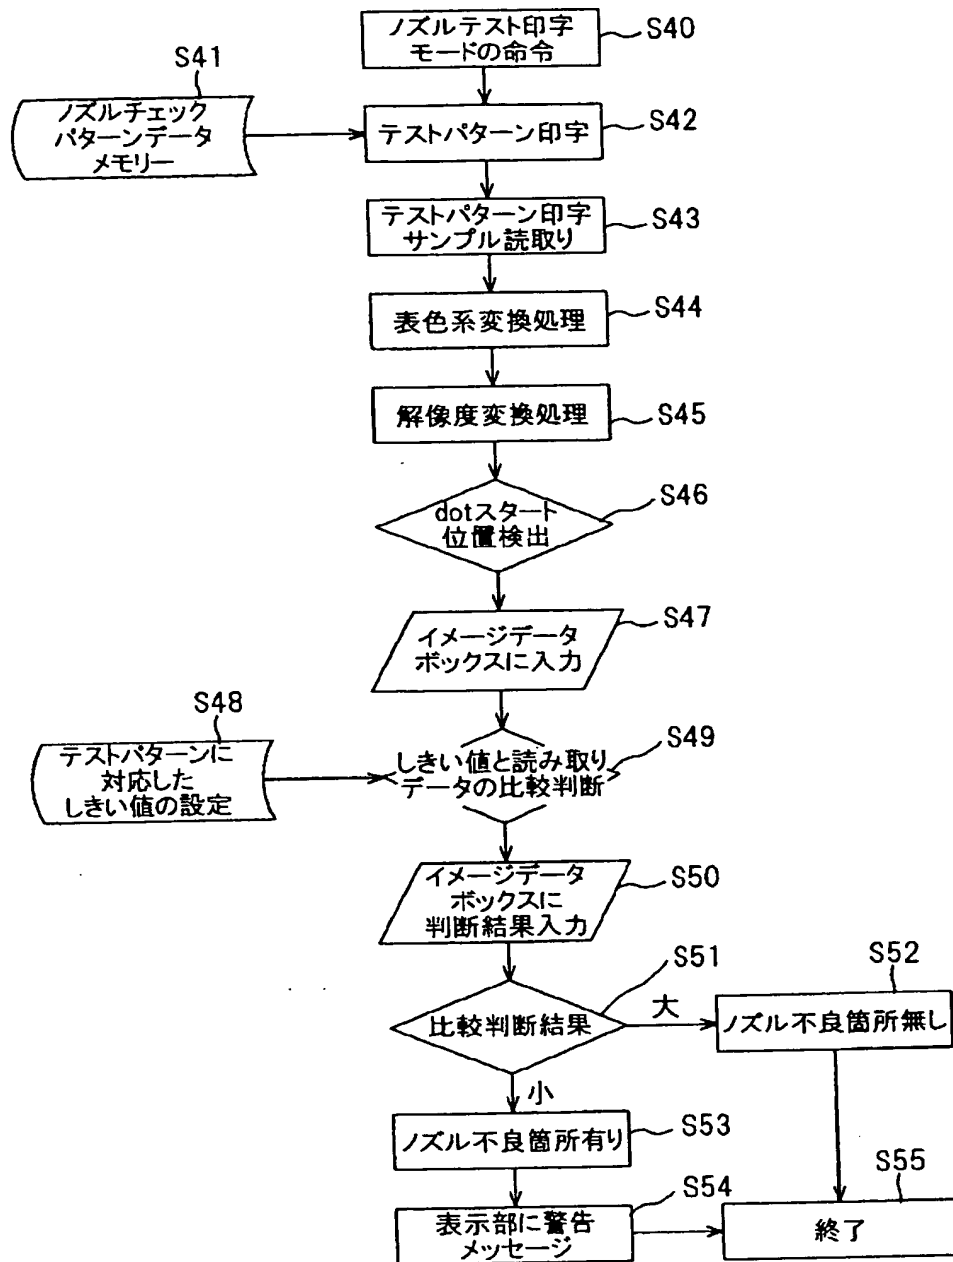 ノズルテスト印字
モードの命令
S40
S41
ノズルチェック
パターンデータ
メモリー
テストパターン印字
S42
テストパターン印字
サンプル読取り
S43
表色系変換処理
S44
解像度変換処理
S45
dotスタート
位置検出
S46
イメージデータ
ボックスに入力
S47
S48
テストパターンに
対応した
しきい値の設定
しきい値と読み取り
データの比較判断
S49
イメージデータ
ボックスに
判断結果入力
S50
比較判断結果
S51
大
S52
ノズル不良箇所無し
小
ノズル不良箇所有り
S53
表示部に警告
メッセージ
S54
S55
終了